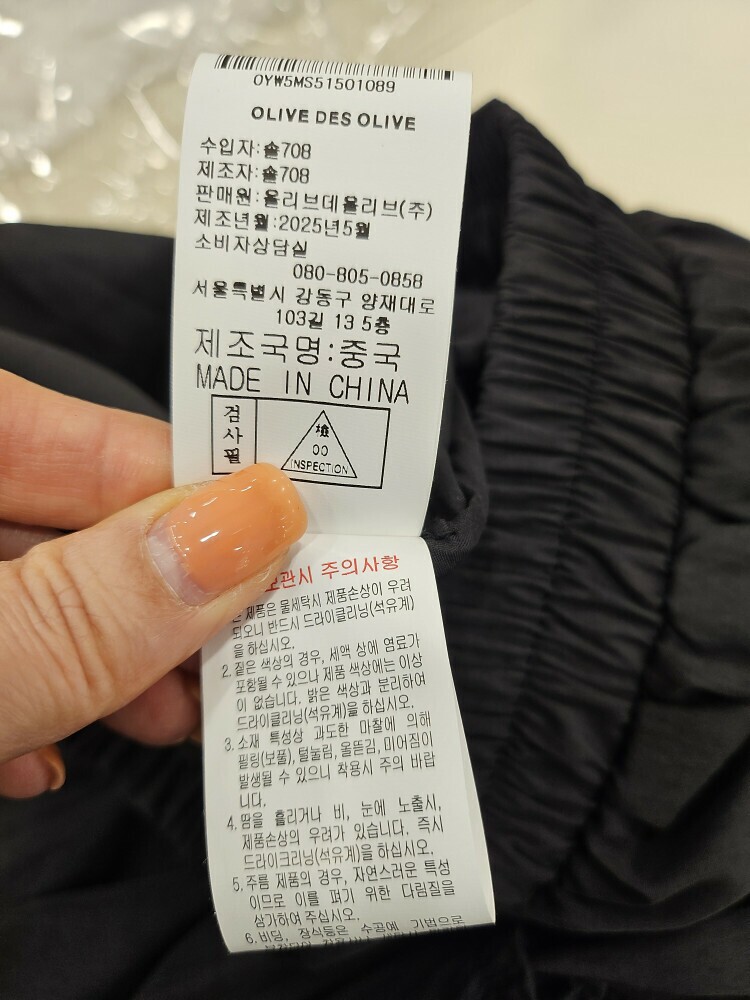 OYW5MS51501089
OLIVE DES OLIVE
수입자:솔708
제조자:솔708
판매원:올리브데올리브(주)
제조년월:2025년5월
소비자상담실
080-805-0858
서울특별시 강동구 양재대로
103길 13 5층
제조국명:중국
MADE IN CHINA
검
사
필
檢
OO
INSPECTION
보관시 주의사항
제품은 물세탁시 제품손상이 우려
되오니 반드시 드라이클리닝(석유계)
을 하십시오.
2. 짙은 색상의 경우, 세액 상에 염료가
포함될 수 있으나 제품 색상에는 이상
이 없습니다. 밝은 색상과 분리하여
드라이클리닝(석유계)을 하십시오.
3. 소재 특성상 과도한 마찰에 의해
필링(보풀), 털눌림, 올뜯김, 미어짐이
발생될 수 있으니 착용시 주의 바랍
니다.
4. 땀을 흘리거나 비, 눈에 노출시,
제품손상의 우려가 있습니다. 즉시
드라이크리닝(석유계)을 하십시오.
5. 주름 제품의 경우, 자연스러운 특성
이므로 이를 펴기 위한 다림질을
삼가하여 주십시오.
6. 비딩, 장식등은 수공예 기법으로